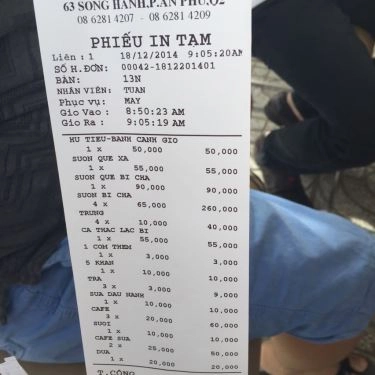 63 SONG HANH.P.AN PHU,Q2
08 6281 4207 - 08 6281 4209
PHIẾU IN TẠM
Liên : 1 18/12/2014 9:05:20AM
SỐ H.ĐƠN: 00042-1812201401
BÀN: 13N
NHÂN VIÊN: TUAN
Phục vụ : MAY
Gio Vao : 8:50:23 AM
Gio Ra : 9:05:19 AM
HU TIEU-BANH CANH GIO
1 x 50,000 50,000
SUON QUE XA
1 x 55,000 55,000
SUON QUE BI CHA
1 x 90,000 90,000
SUON BI CHA
4 x 65,000 260,000
TRUNG
4 x 10,000 40,000
CA THAC LAC BI
1 x 55,000 55,000
1 COM THEM
1 x 3,000 3,000
5 KHAN
1 x 10,000 10,000
TRA
3 x 3,000 9,000
SUA DAU NANH
1 x 10,000 10,000
CAFE
3 x 20,000 60,000
SUOI
1 x 10,000 10,000
CAFE SUA
2 x 25,000 50,000
DUA
1 x 20,000 20,000
T.CỘNG